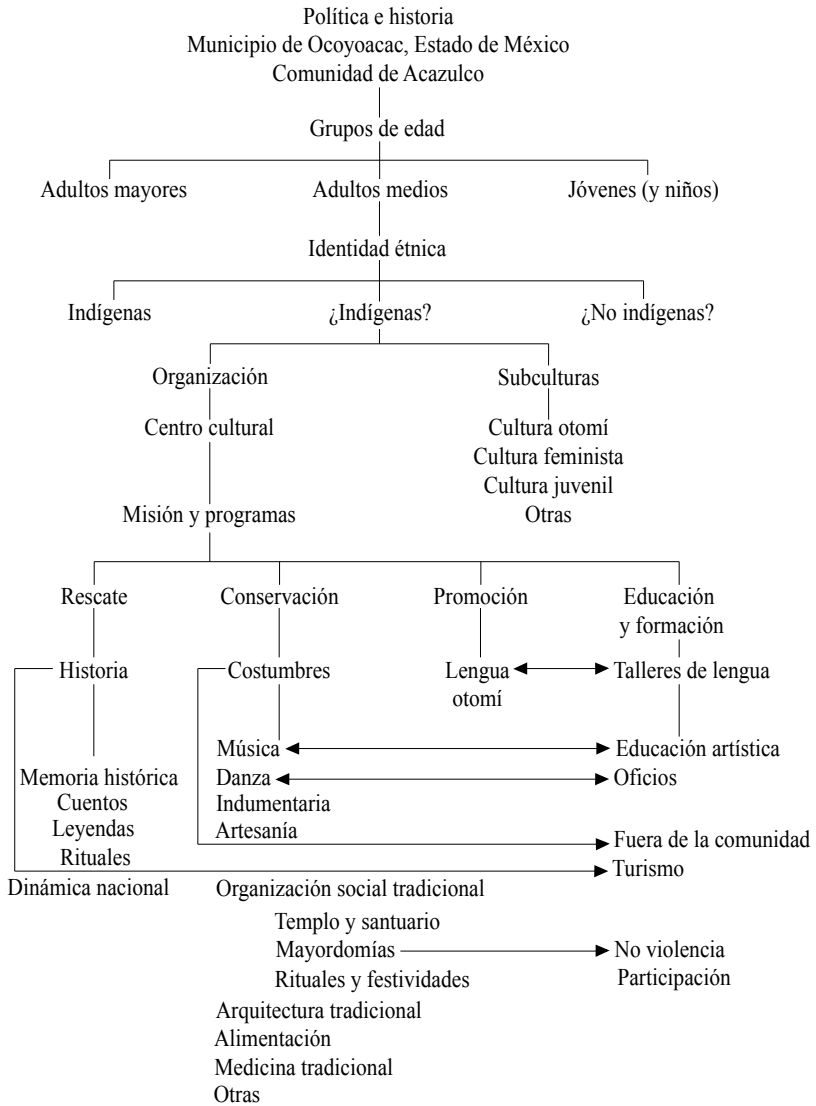 Política e historia
Municipio de Ocoyoacac, Estado de México
Comunidad de Acazulco
Grupos de edad
Adultos mayores
Adultos medios
Jóvenes (y niños)
Identidad étnica
Indígenas
¿Indígenas?
¿No indígenas?
Organización
Subculturas
Centro cultural
Cultura otomí
Cultura feminista
Cultura juvenil
Otras
Misión y programas
Rescate
Conservación
Promoción
Educación
y formación
Historia
Costumbres
Lengua
otomí
Talleres de lengua
Música
Educación artística
Memoria histórica
Cuentos
Leyendas
Rituales
Danza
Oficios
Indumentaria
Artesanía
Fuera de la comunidad
Turismo
Dinámica nacional
Organización social tradicional
Templo y santuario
Mayordomías
No violencia
Rituales y festividades
Participación
Arquitectura tradicional
Alimentación
Medicina tradicional
Otras